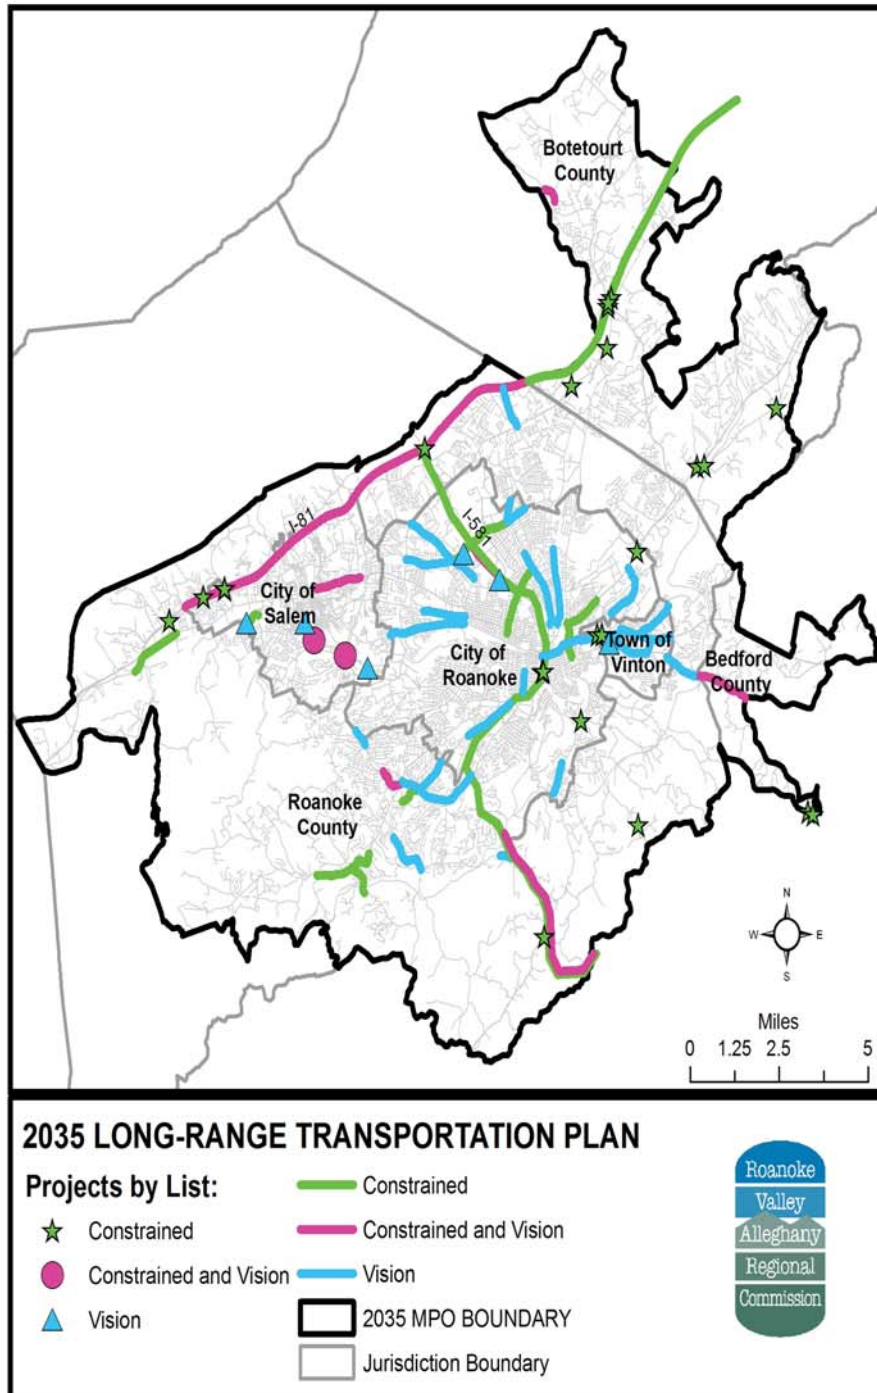 Botetourt
County
I-81
I-581
City of
Salem
City of
Roanoke
Town of
Vinton
Bedford
County
Roanoke
County
N
W
E
S
Miles
0 1.25 2.5 5
2035 LONG-RANGE TRANSPORTATION PLAN
Projects by List:
Constrained
Constrained and Vision
Vision
Constrained
Constrained and Vision
Vision
2035 MPO BOUNDARY
Jurisdiction Boundary
Roanoke
Valley
Alleghany
Regional
Commission